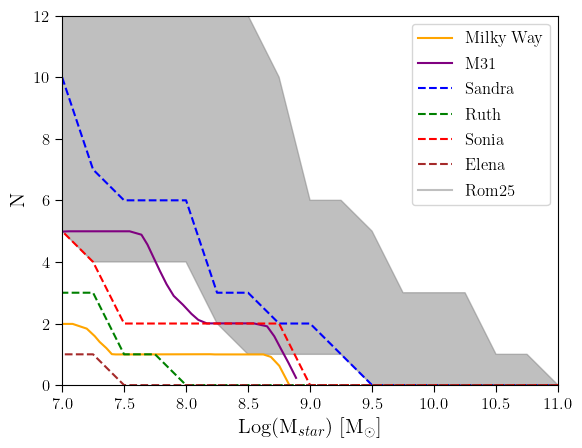 12
10
8
6
4
2
0
N
7.0 7.5 8.0 8.5 9.0 9.5 10.0 10.5 11.0
Log(M$_{star}$) [M$_{\odot}$]
Milky Way
M31
Sandra
Ruth
Sonia
Elena
Rom25